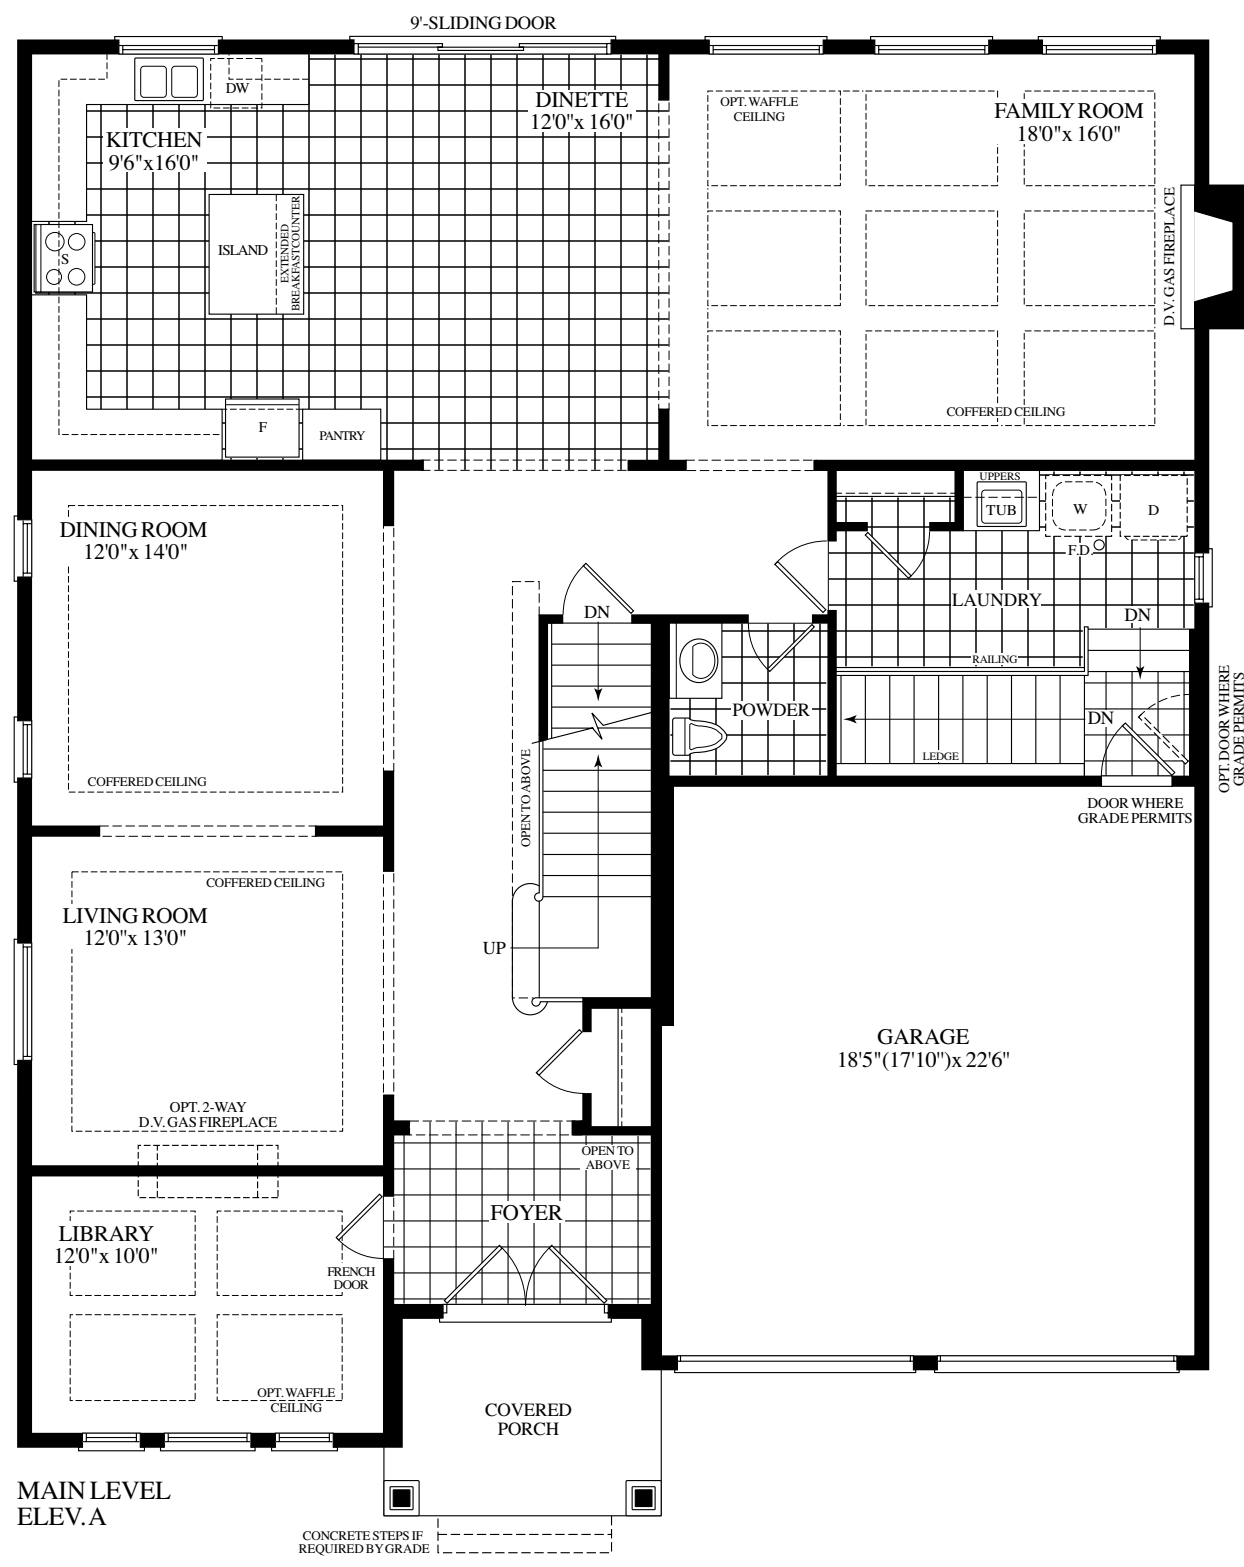 9'-SLIDING DOOR
DW
KITCHEN
9'6"x16'0"
DINETTE
12'0"x 16'0"
OPT. WAFFLE
CEILING
FAMILY ROOM
18'0"x 16'0"
S
ISLAND
EXTENDED
BREAKFASTCOUNTER
D.V. GAS FIREPLACE
COFFERED CEILING
F
PANTRY
DINING ROOM
12'0"x 14'0"
COFFERED CEILING
UPPERS
TUB
W
D
F.D.
LAUNDRY
DN
DN
RAILING
POWDER
DN
LEDGE
OPT. DOOR WHERE
GRADE PERMITS
OPEN TO ABOVE
DOOR WHERE
GRADE PERMITS
COFFERED CEILING
LIVING ROOM
12'0"x 13'0"
UP
GARAGE
18'5"(17'10")x 22'6"
OPT. 2-WAY
D.V. GAS FIREPLACE
OPEN TO
ABOVE
FOYER
LIBRARY
12'0"x 10'0"
FRENCH
DOOR
OPT. WAFFLE
CEILING
COVERED
PORCH
MAIN LEVEL
ELEV. A
CONCRETE STEPS IF
REQUIRED BY GRADE